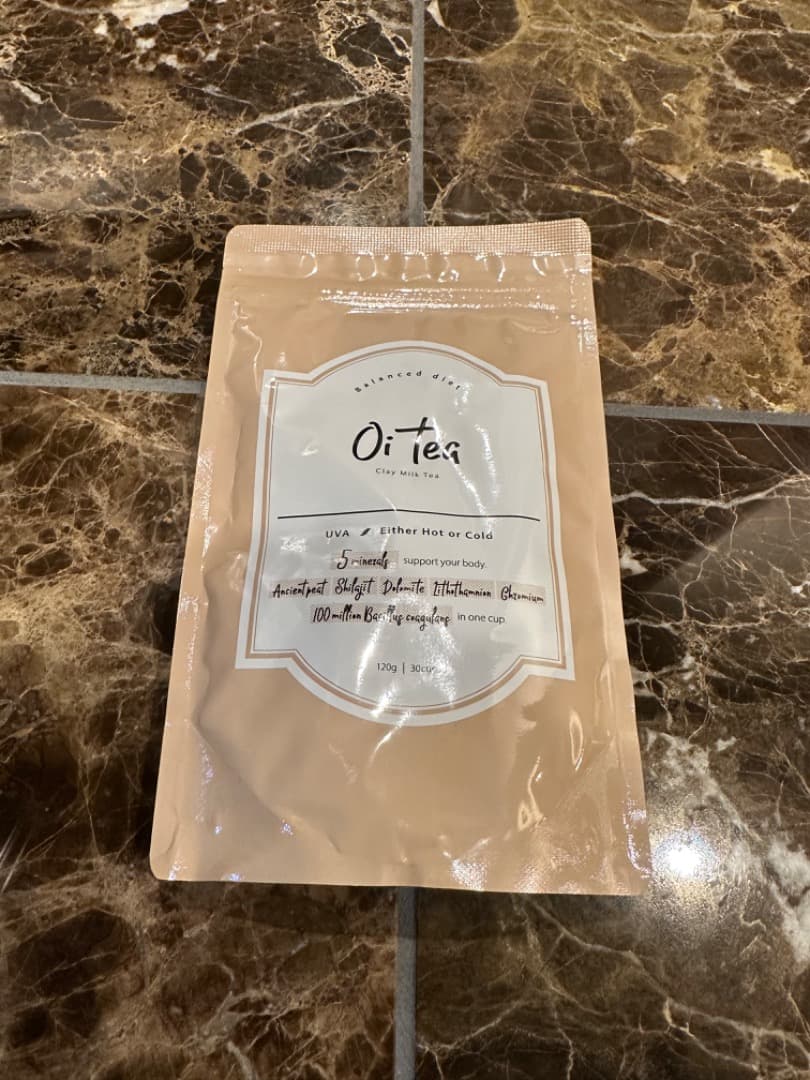 Balanced diet
Oi Tea
Clay Milk Tea
UVA Either Hot or Cold
5 minerals support your body.
Ancient peat Shilajit Dolomite Lithothamnion Chromium
100 million Bacillus coagulans in one cup
120g | 30cups